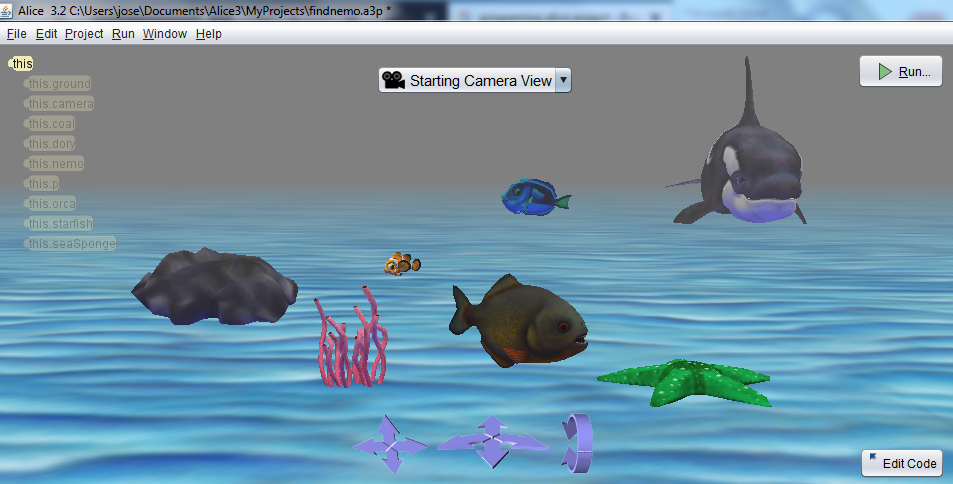 Alice 3.2 C:\Users\jose\Documents\Alice3\MyProjects\findnemo.a3p *
File Edit Project Run Window Help
this
this.ground
this.camera
this.coal
this.dory
this.nemo
this.p
this.orca
this.starfish
this.seaSponge
Starting Camera View
Run...
Edit Code